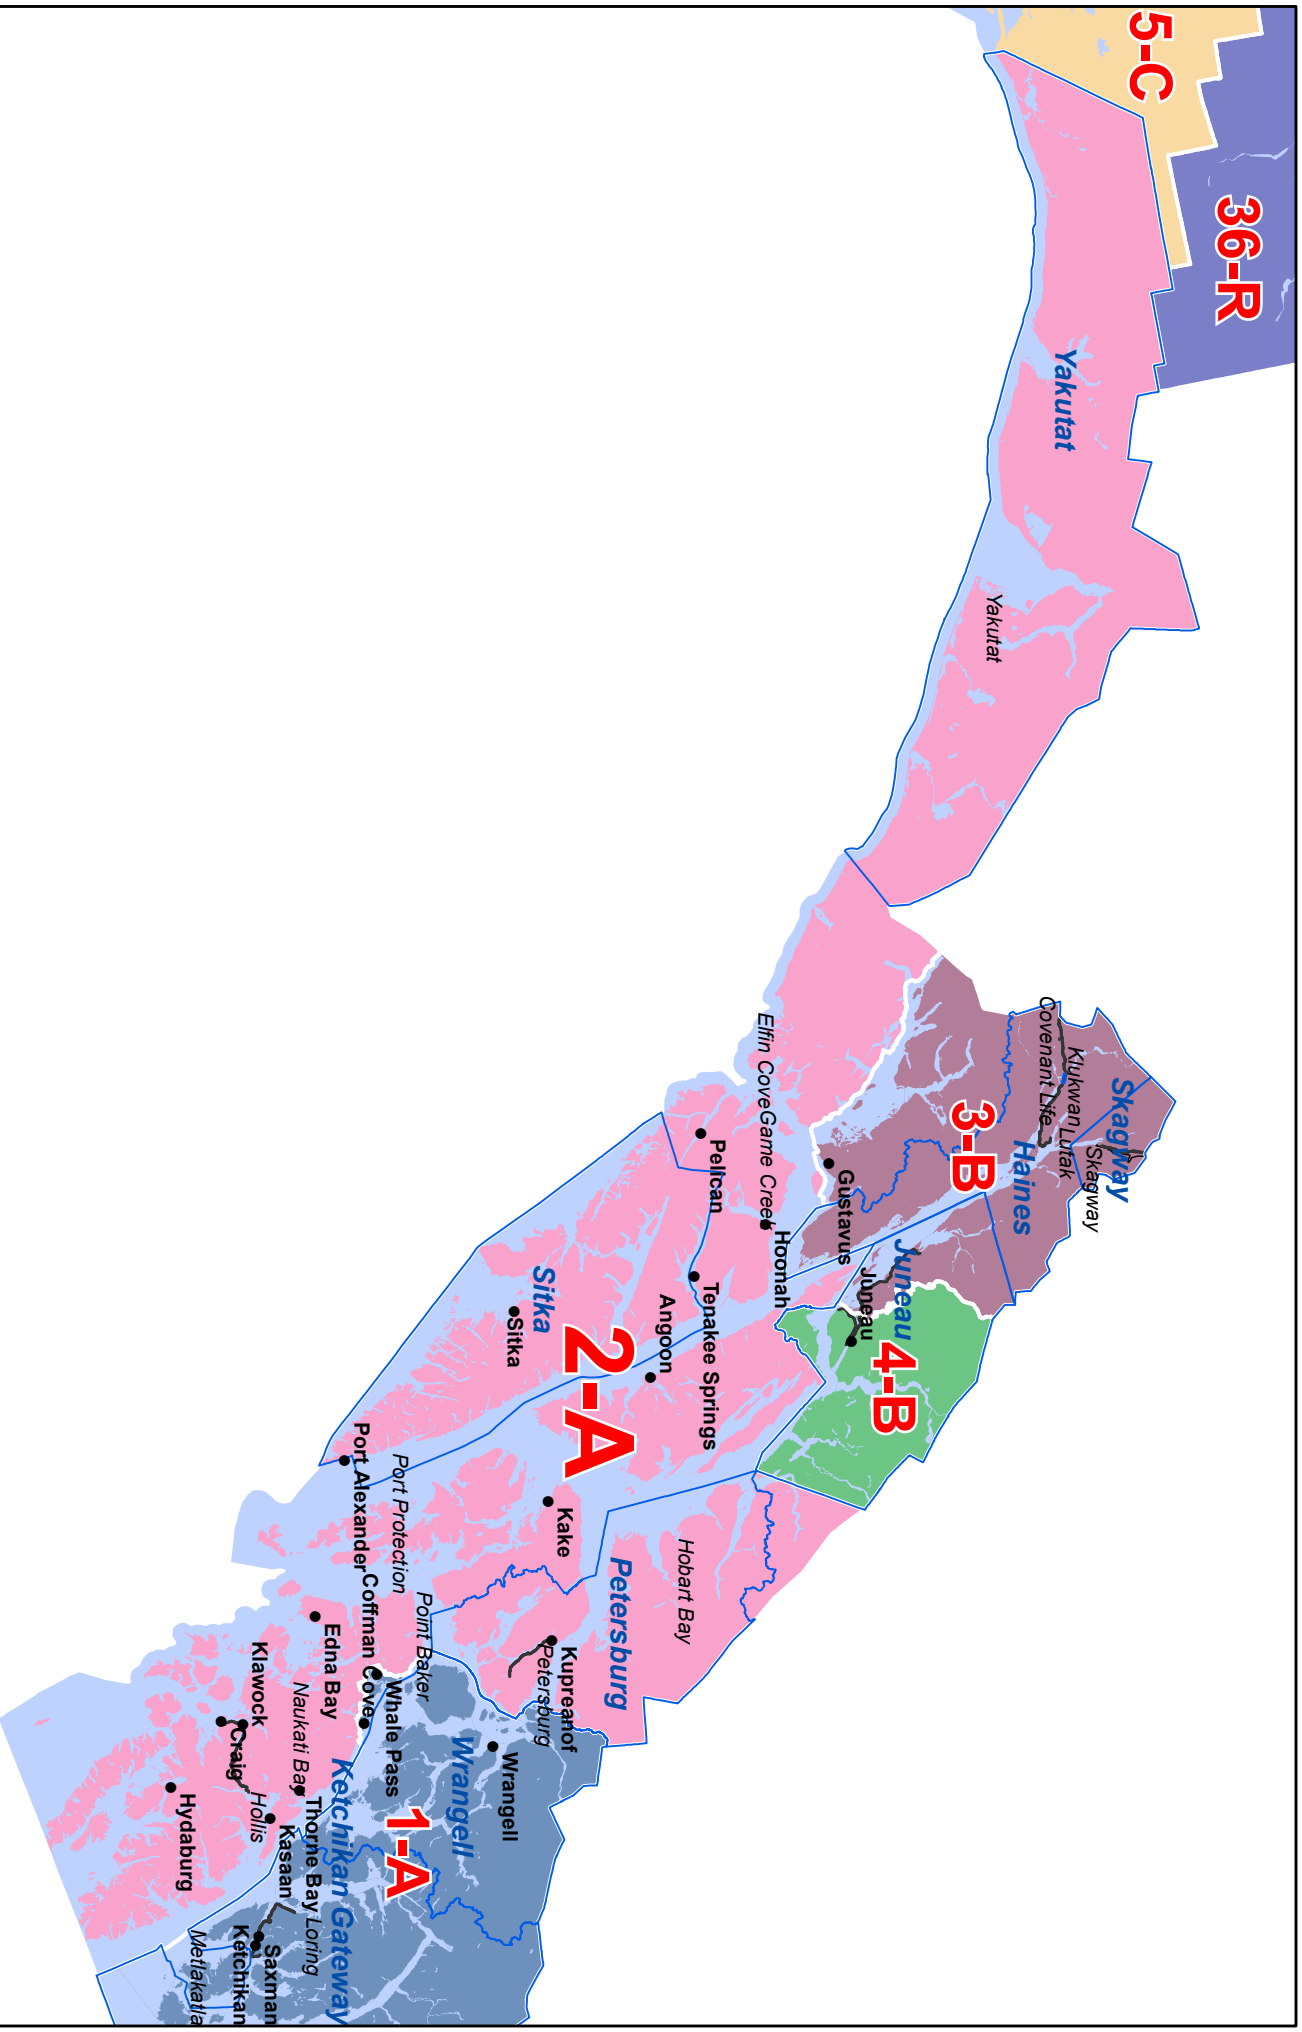 5-C
36-R
Yakutat
Yakutat
Skagway
Klukwan
Lutak
Skagway
Covenant Life
Haines
3-B
Gustavus
Elfin Cove
Game Creek
Hoonah
Pelican
Juneau
Juneau
4-B
Tenakee Springs
Angoon
Sitka
Sitka
2-A
Port Alexander
Port Protection
Kake
Hobart Bay
Petersburg
Point Baker
Coffman Cove
Kupreanof
Petersburg
Edna Bay
Whale Pass
Wrangell
Wrangell
Klawock
Naukati Bay
Craig
Hollis
Thorne Bay
Kasaan
Hydaburg
Ketchikan Gateway
1-A
Loring
Saxman
Ketchikan
Metlakatla